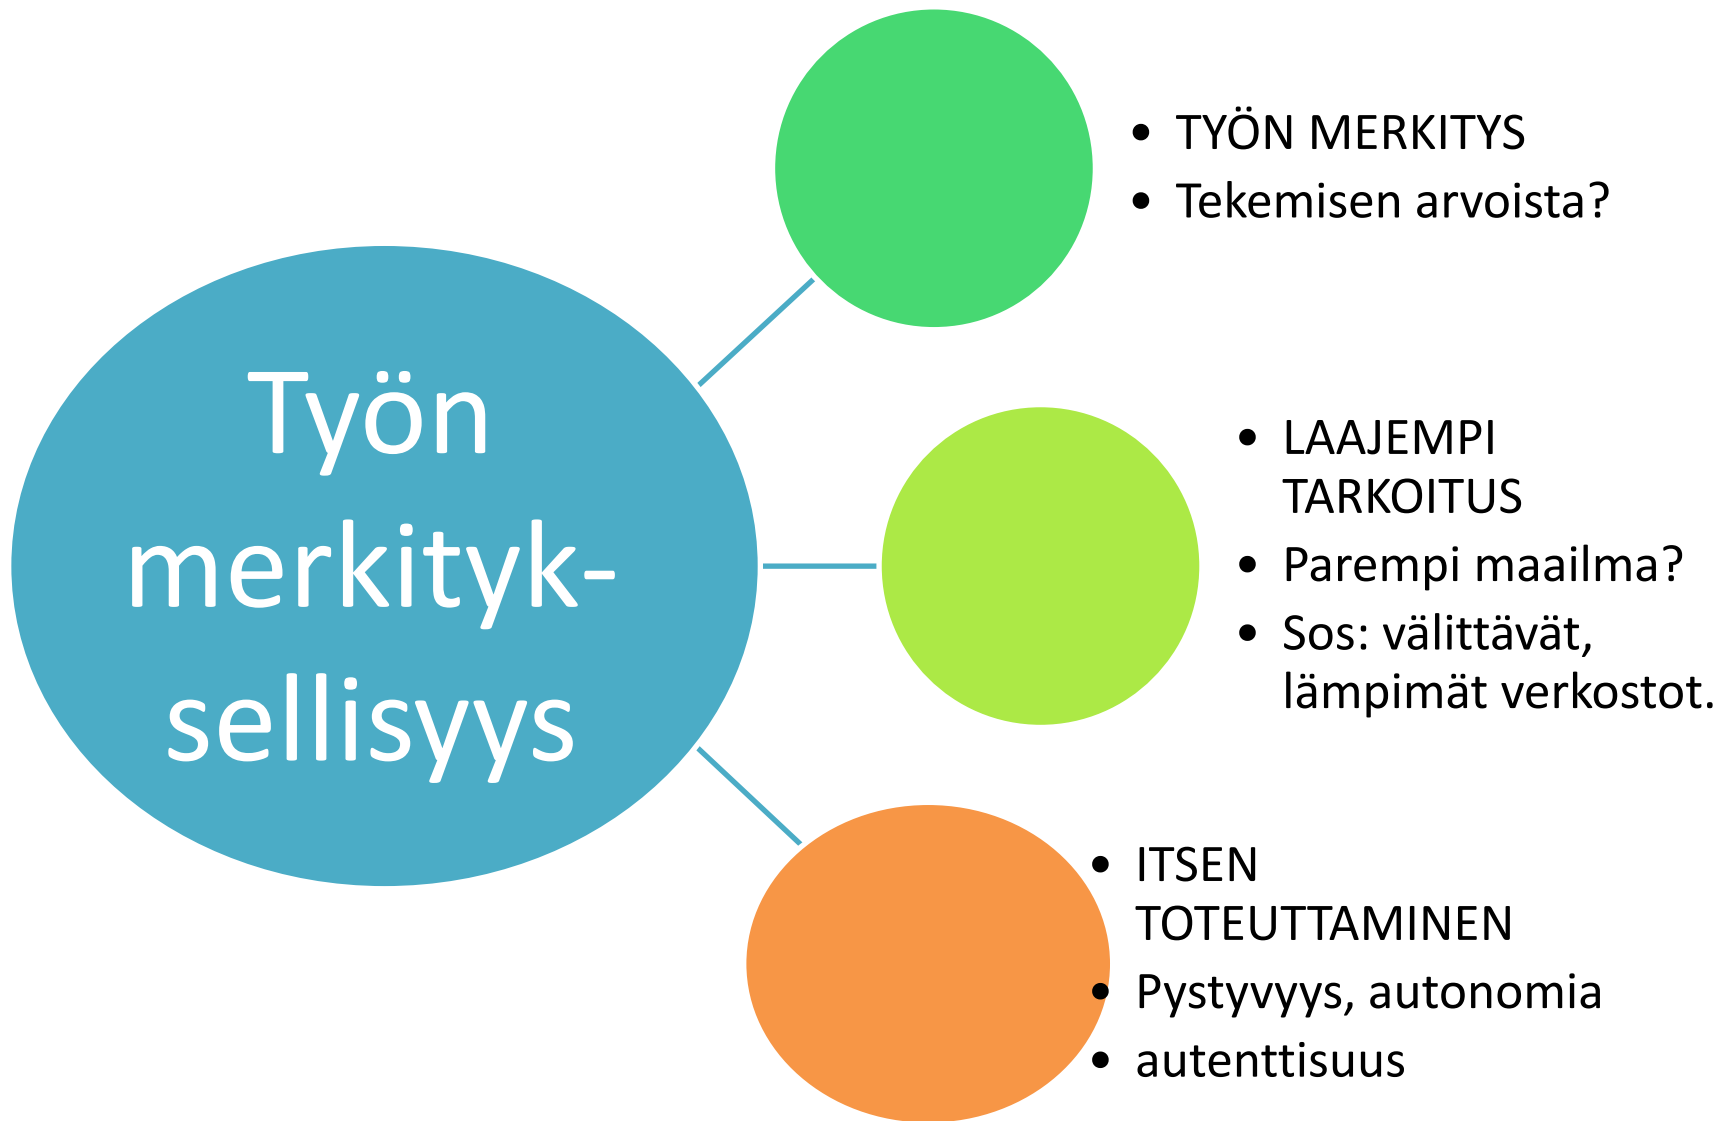 Työn
merkityk-
sellisyys
• TYÖN MERKITYS
• Tekemisen arvoista?
• LAAJEMPI
TARKOITUS
• Parempi maailma?
• Sos: välittävät,
lämpimät verkostot.
• ITSEN
TOTEUTTAMINEN
• Pystyvyys, autonomia
• autenttisuus